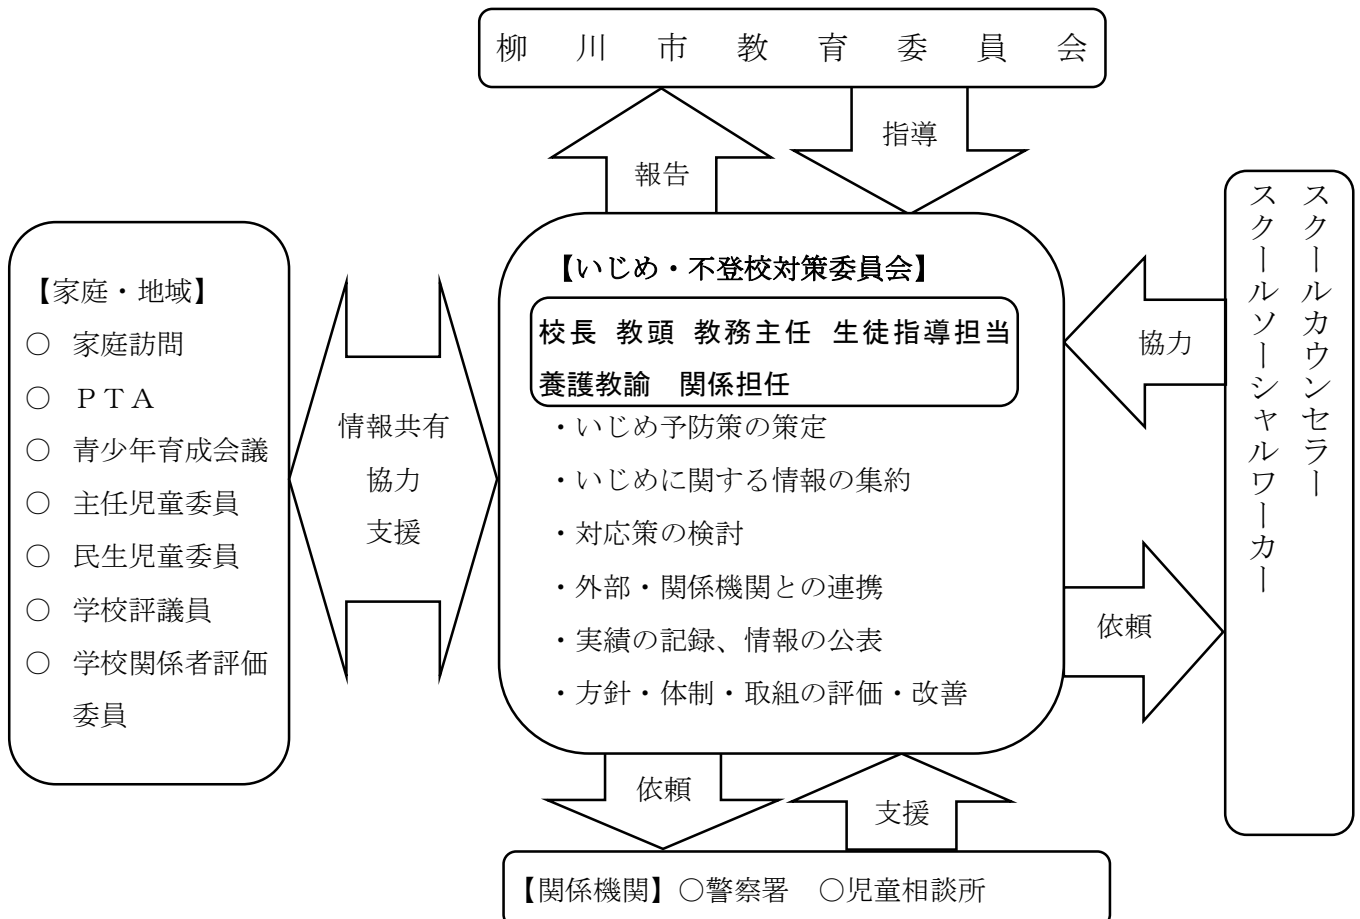 柳川市教育委員会
報告
指導
【家庭・地域】
○ 家庭訪問
○ ＰＴＡ
○ 青少年育成会議
○ 主任児童委員
○ 民生児童委員
○ 学校評議員
○ 学校関係者評価
委員
情報共有
協力
支援
【いじめ・不登校対策委員会】
校長 教頭 教務主任 生徒指導担当
養護教諭 関係担任
・いじめ予防策の策定
・いじめに関する情報の集約
・対応策の検討
・外部・関係機関との連携
・実績の記録、情報の公表
・方針・体制・取組の評価・改善
協力
依頼
スクールカウンセラー
スクールソーシャルワーカー
依頼
支援
【関係機関】○警察署 ○児童相談所